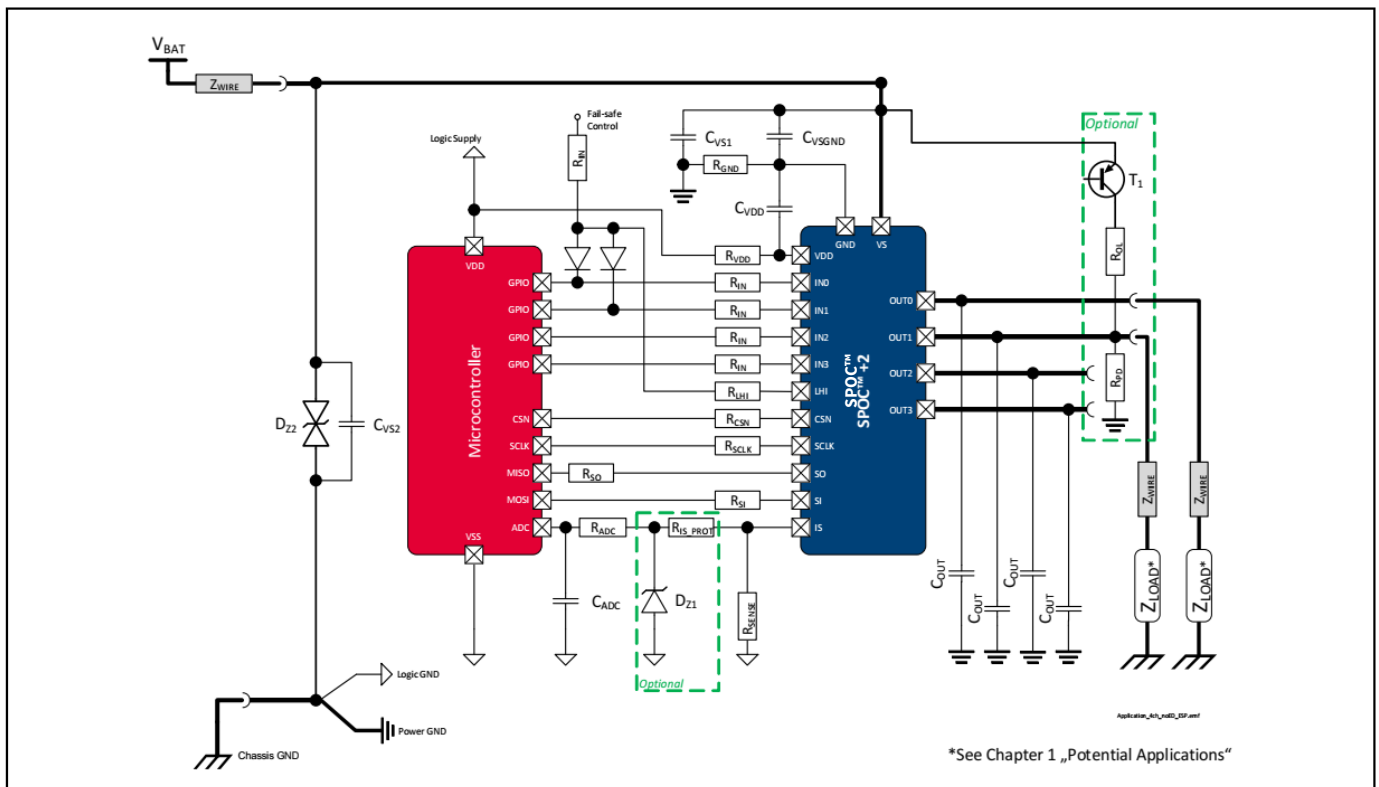 VBAT
ZWIRE
Fail-safe
Control
Logic Supply
RIN
CVS1
CVSGND
RGND
CVDD
Optional
T1
ROL
RPD
VDD
GND
VS
RVDD
VDD
GPIO
RIN
IN0
GPIO
RIN
IN1
GPIO
RIN
IN2
GPIO
RIN
IN3
RLHI
LHI
CSN
RCSN
CSN
SCLK
RSCLK
SCLK
MISO
RSO
SO
MOSI
RSI
SI
ADC
RADC
RIS_PROT
IS
VSS
Microcontroller
SPOC™
SPOC™ +2
OUT0
OUT1
OUT2
OUT3
DZ2
CVS2
CADC
DZ1
RSENSE
Optional
COUT
COUT
COUT
COUT
ZWIRE
ZWIRE
ZLOAD*
ZLOAD*
Logic GND
Power GND
Chassis GND
Application_4ch_noED_ESP.emf
*See Chapter 1 „Potential Applications“